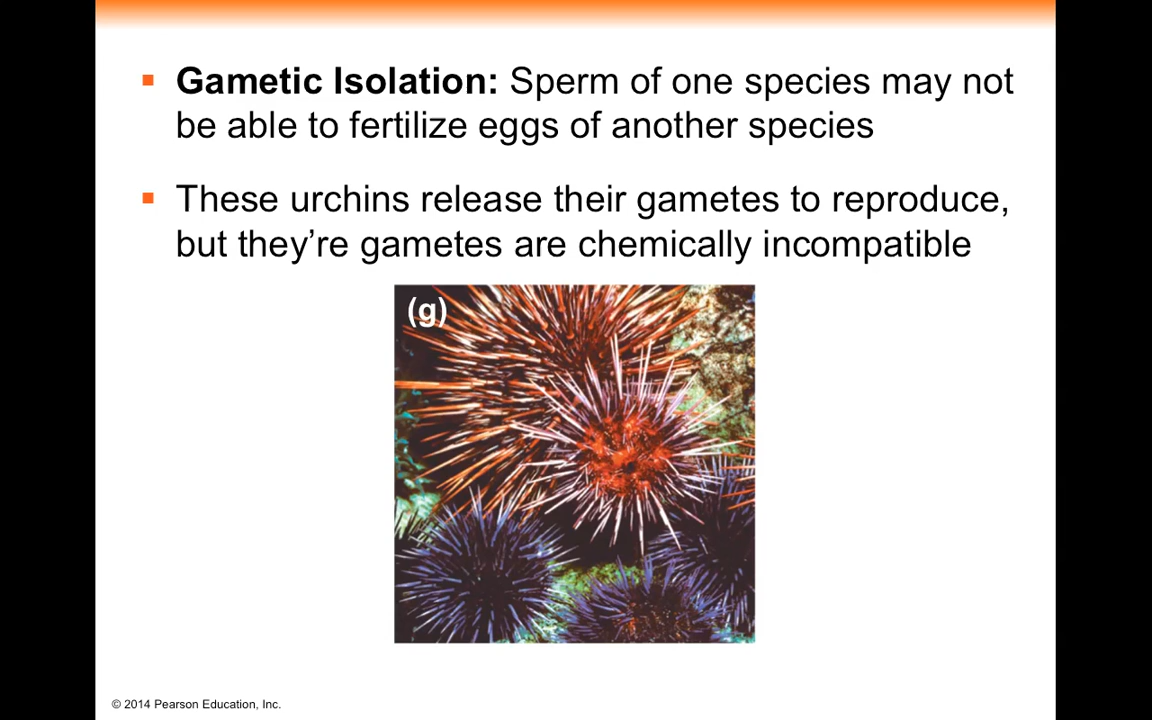 Gametic Isolation: Sperm of one species may not
be able to fertilize eggs of another species
These urchins release their gametes to reproduce,
but they’re gametes are chemically incompatible
(g)
© 2014 Pearson Education, Inc.